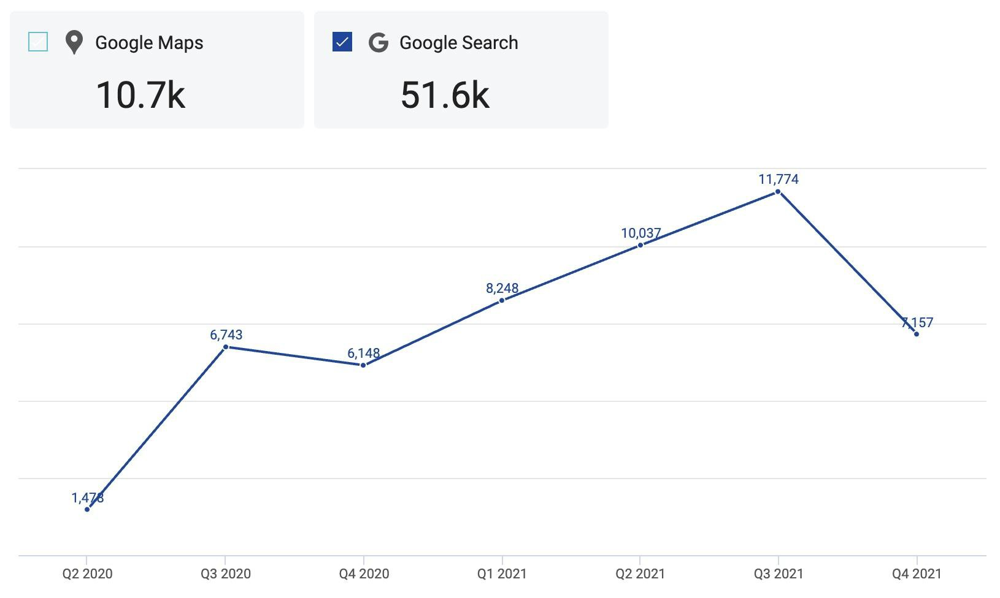 Google Maps
10.7k
Google Search
51.6k
11,774
10,037
8,248
7,157
6,743
6,148
1,478
Q2 2020 Q3 2020 Q4 2020 Q1 2021 Q2 2021 Q3 2021 Q4 2021